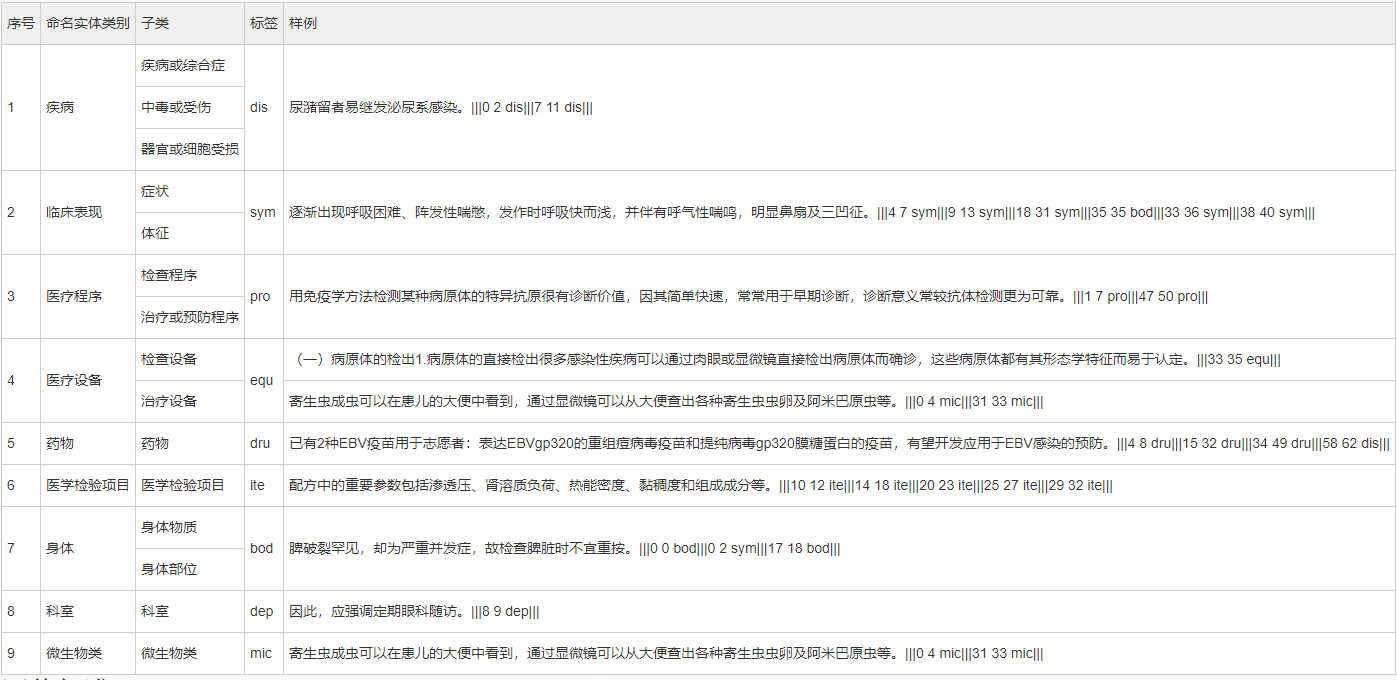 序号 命名实体类别 子类 标签 样例
疾病或综合症
1 疾病 中毒或受伤 dis 尿潴留者易继发泌尿系感染。|||0 2 dis|||7 11 dis|||
器官或细胞受损
症状
2 临床表现 sym 逐渐出现呼吸困难、阵发性喘憋，发作时呼吸快而浅，并伴有呼气性喘鸣，明显鼻扇及三凹征。|||4 7 sym|||9 13 sym|||18 31 sym|||35 35 bod|||33 36 sym|||38 40 sym|||
体征
检查程序
3 医疗程序 pro 用免疫学方法检测某种病原体的特异抗原很有诊断价值，因其简单快速，常常用于早期诊断，诊断意义常较抗体检测更为可靠。|||1 7 pro|||47 50 pro|||
治疗或预防程序
检查设备 （一）病原体的检出1.病原体的直接检出很多感染性疾病可以通过肉眼或显微镜直接检出病原体而确诊，这些病原体都有其形态学特征而易于认定。|||33 35 equ|||
4 医疗设备 equ
治疗设备 寄生虫成虫可以在患儿的大便中看到，通过显微镜可以从大便查出各种寄生虫虫卵及阿米巴原虫等。|||0 4 mic|||31 33 mic|||
5 药物 药物 dru 已有2种EBV疫苗用于志愿者：表达EBVgp320的重组痘病毒疫苗和提纯病毒gp320膜糖蛋白的疫苗，有望开发应用于EBV感染的预防。|||4 8 dru|||15 32 dru|||34 49 dru|||58 62 dis|||
6 医学检验项目 医学检验项目 ite 配方中的重要参数包括渗透压、肾溶质负荷、热能密度、黏稠度和组成成分等。|||10 12 ite|||14 18 ite|||20 23 ite|||25 27 ite|||29 32 ite|||
身体物质
7 身体 bod 脾破裂罕见，却为严重并发症，故检查脾脏时不宜重按。|||0 0 bod|||0 2 sym|||17 18 bod|||
身体部位
8 科室 科室 dep 因此，应强调定期眼科随访。|||8 9 dep|||
9 微生物类 微生物类 mic 寄生虫成虫可以在患儿的大便中看到，通过显微镜可以从大便查出各种寄生虫虫卵及阿米巴原虫等。|||0 4 mic|||31 33 mic|||